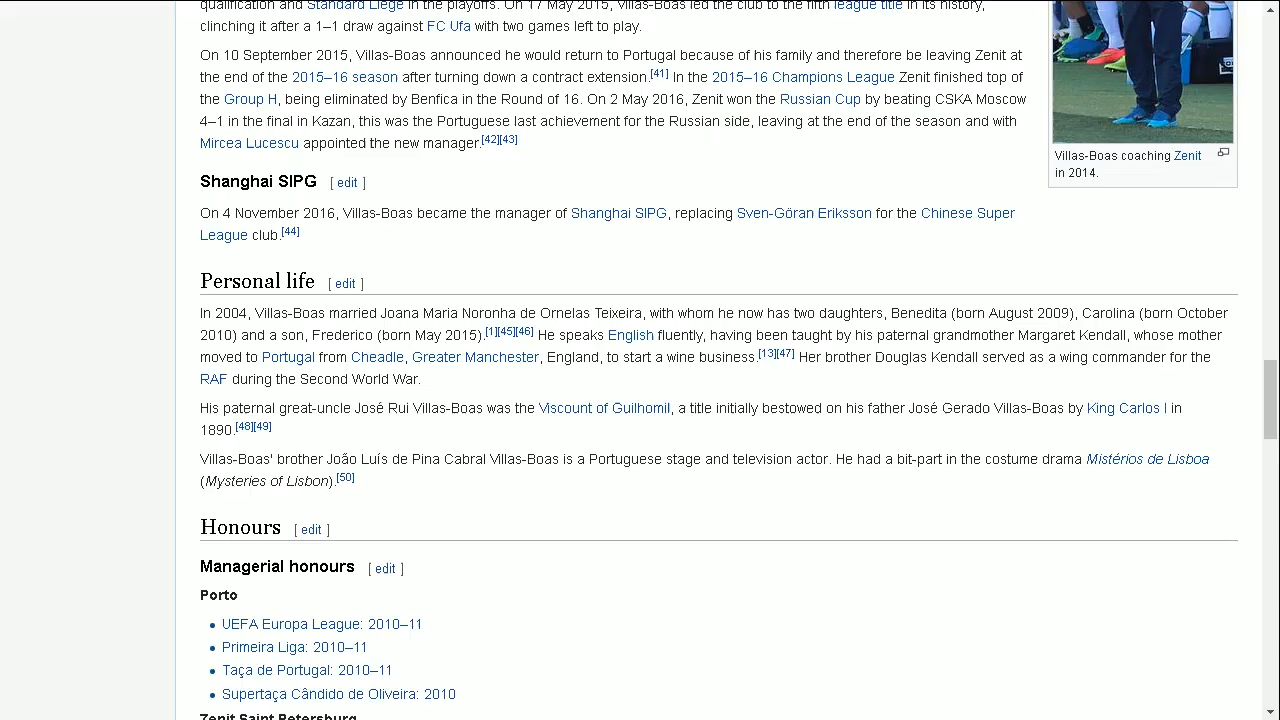 qualification and Standard Liège in the playoffs. On 17 May 2015, Villas-Boas led the club to the fifth league title in its history,
clinching it after a 1–1 draw against FC Ufa with two games left to play.
On 10 September 2015, Villas-Boas announced he would return to Portugal because of his family and therefore be leaving Zenit at
the end of the 2015–16 season after turning down a contract extension.[41] In the 2015–16 Champions League Zenit finished top of
the Group H, being eliminated by Benfica in the Round of 16. On 2 May 2016, Zenit won the Russian Cup by beating CSKA Moscow
4–1 in the final in Kazan, this was the Portuguese last achievement for the Russian side, leaving at the end of the season and with
Mircea Lucescu appointed the new manager.[42][43]
Villas-Boas coaching Zenit
in 2014.
Shanghai SIPG [ edit ]
On 4 November 2016, Villas-Boas became the manager of Shanghai SIPG, replacing Sven-Göran Eriksson for the Chinese Super
League club.[44]
Personal life [ edit ]
In 2004, Villas-Boas married Joana Maria Noronha de Ornelas Teixeira, with whom he now has two daughters, Benedita (born August 2009), Carolina (born October
2010) and a son, Frederico (born May 2015).[1][45][46] He speaks English fluently, having been taught by his paternal grandmother Margaret Kendall, whose mother
moved to Portugal from Cheadle, Greater Manchester, England, to start a wine business.[13][47] Her brother Douglas Kendall served as a wing commander for the
RAF during the Second World War.
His paternal great-uncle José Rui Villas-Boas was the Viscount of Guilhomil, a title initially bestowed on his father José Gerado Villas-Boas by King Carlos I in
1890.[48][49]
Villas-Boas' brother João Luís de Pina Cabral Villas-Boas is a Portuguese stage and television actor. He had a bit-part in the costume drama Mistérios de Lisboa
(Mysteries of Lisbon).[50]
Honours [ edit ]
Managerial honours [ edit ]
Porto
UEFA Europa League: 2010–11
Primeira Liga: 2010–11
Taça de Portugal: 2010–11
Supertaça Cândido de Oliveira: 2010
Zenit Saint Petersburg